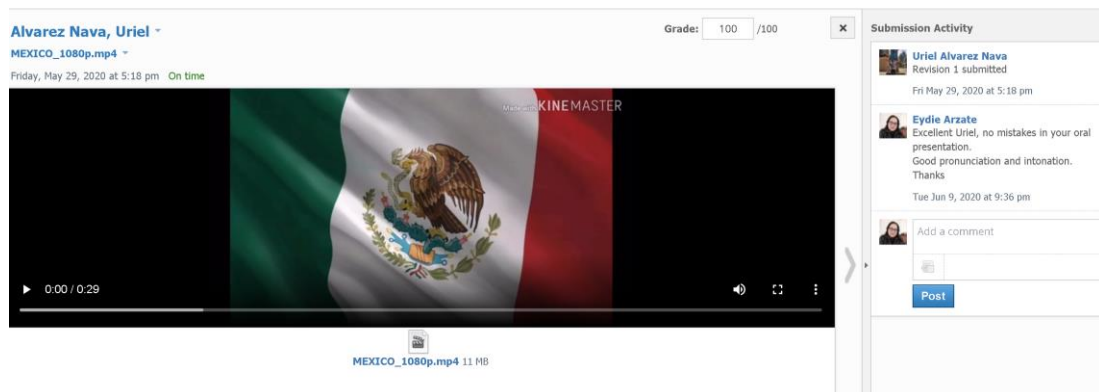 Alvarez Nava, Uriel
MEXICO_1080p.mp4
Friday, May 29, 2020 at 5:18 pm On time
Grade: 100 /100
Made with KINEMASTER
0:00 / 0:29
MEXICO_1080p.mp4 11 MB
Submission Activity
Uriel Alvarez Nava
Revision 1 submitted
Fri May 29, 2020 at 5:18 pm
Eydie Arzate
Excellent Uriel, no mistakes in your oral
presentation.
Good pronunciation and intonation.
Thanks
Tue Jun 9, 2020 at 9:36 pm
Add a comment
Post